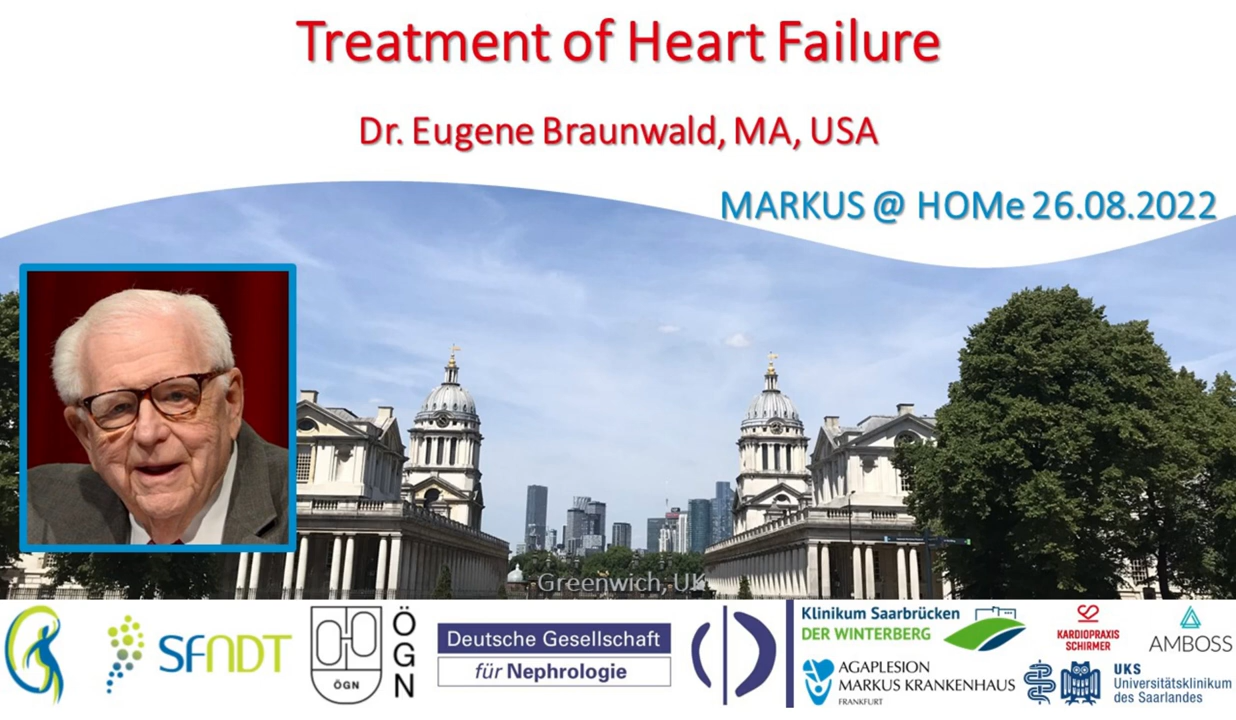 Treatment of Heart Failure
Dr. Eugene Braunwald, MA, USA
MARKUS @ HOMe 26.08.2022
Greenwich, UK
SFNDT
ÖGN
ÖGN
Deutsche Gesellschaft
für Nephrologie
Klinikum Saarbrücken
DER WINTERBERG
AGAPLESION
MARKUS KRANKENHAUS
FRANKFURT
KARDIOPRAXIS
SCHIRMER
AMBOSS
UKS
Universitätsklinikum
des Saarlandes